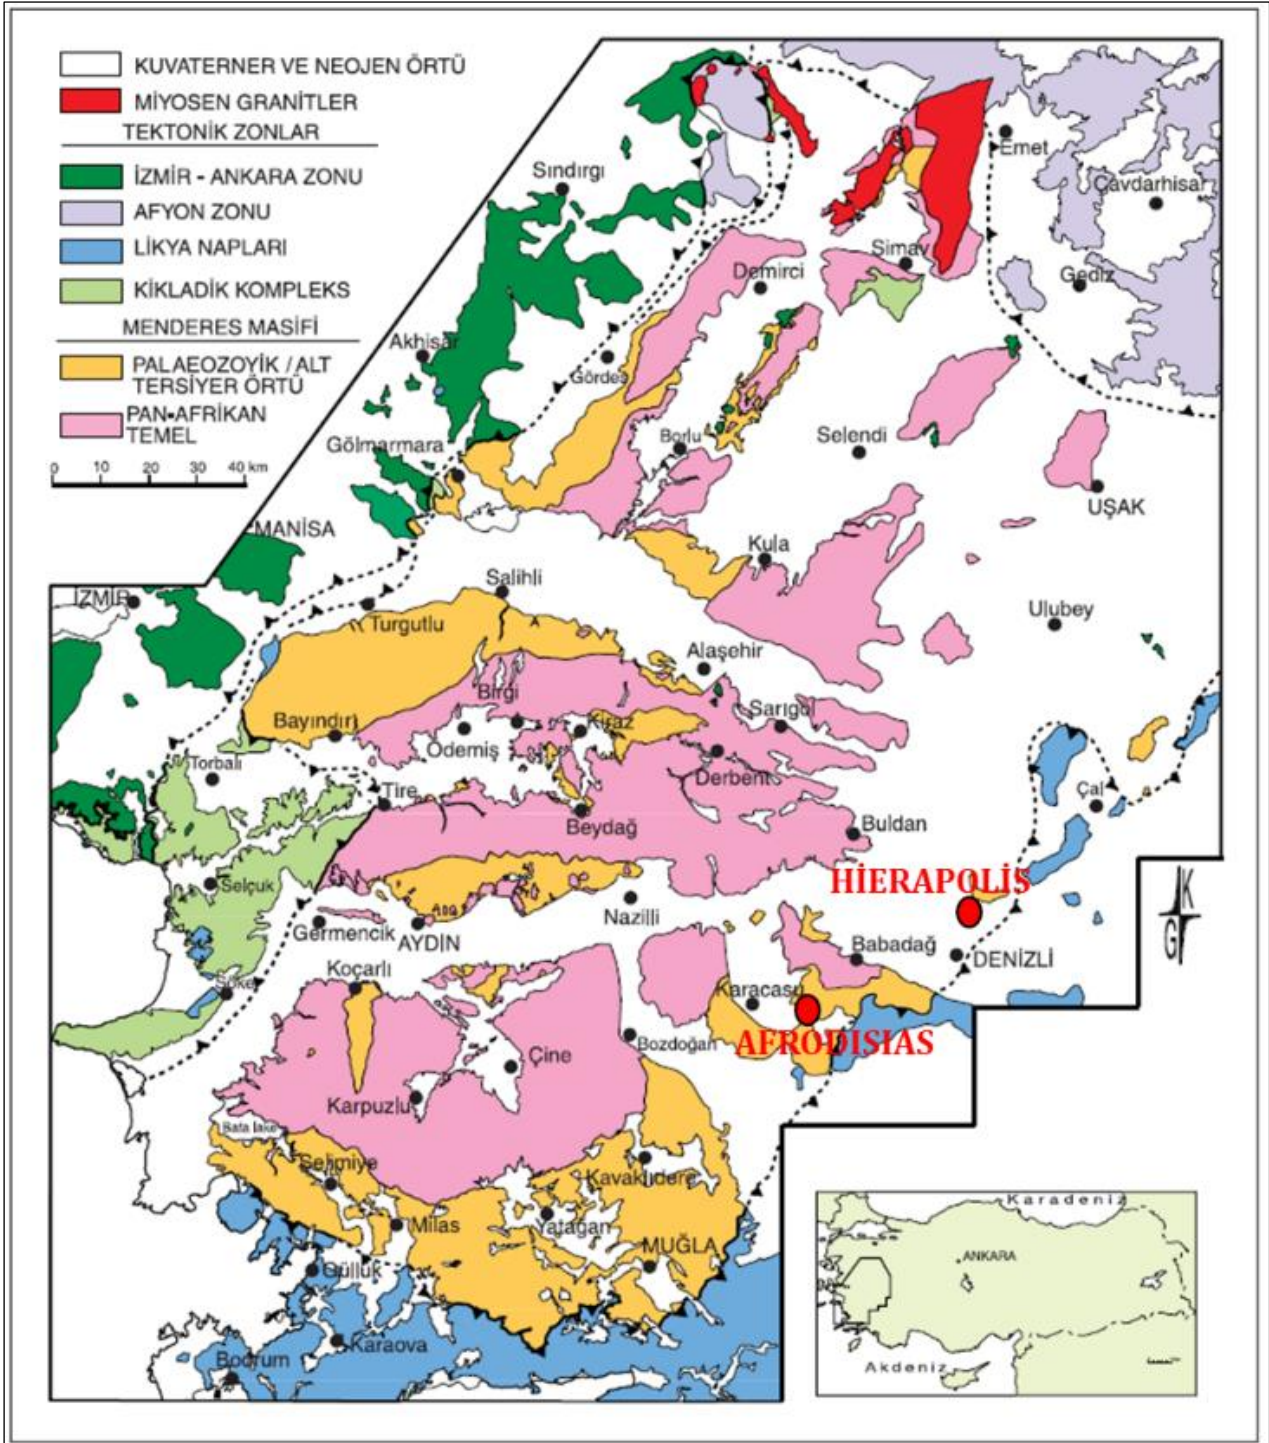 KUVATERNER VE NEOJEN ÖRTÜ
MİYOSEN GRANİTLER
TEKTONİK ZONLAR
İZMİR - ANKARA ZONU
AFYON ZONU
LİKYA NAPLARI
KİKLADİK KOMPLEKS
MENDERES MASİFİ
PALAEOZOYİK / ALT
TERSİYER ÖRTÜ
PAN-AFRİKAN
TEMEL
0 10 20 30 40 km
Emet
Sındırgı
Çavdarhisar
Simav
Demirci
Gediz
Akhisar
Gördes
Gölmarmara
Borlu
Selendi
UŞAK
MANİSA
Kula
Salihli
İZMİR
Turgutlu
Ulubey
Alaşehir
Birgi
Sarıgöl
Bayındır
Ödemiş
Kiraz
Torbalı
Derbent
Tire
Çal
Beydağ
Buldan
HİERAPOLİS
Selçuk
K
G
Nazilli
Germencik
AYDIN
Babadağ
DENİZLİ
Koçarlı
Söke
Karacasu
AFRODISIAS
Bozdoğan
Çine
Karpuzlu
Bafa lake
Selimiye
Kavaklıdere
Karadeniz
Milas
Yatağan
MUĞLA
ANKARA
Güllük
Karaova
Bodrum
Akdeniz